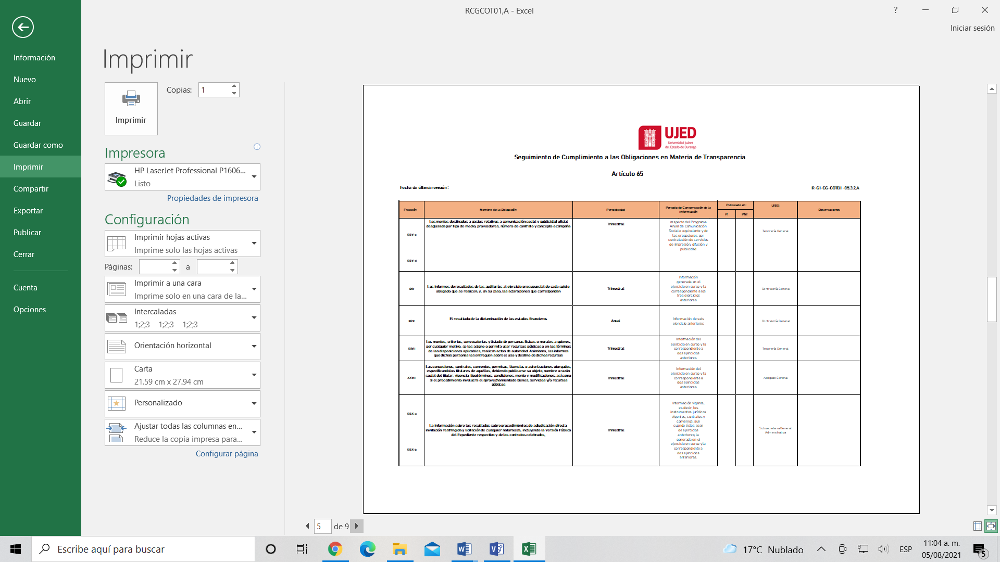 RCGCOT01,A - Excel
?
Iniciar sesión
Información
Nuevo
Abrir
Guardar
Guardar como
Imprimir
Compartir
Exportar
Publicar
Cerrar
Cuenta
Opciones
Imprimir
Imprimir
Copias: 1
Impresora
HP LaserJet Professional P1606...
Listo
Propiedades de impresora
Configuración
Imprimir hojas activas
Imprime solo las hojas activas
Páginas: a
Imprimir a una cara
Imprime solo en una cara de la...
Intercaladas
1;2;3 1;2;3 1;2;3
Orientación horizontal
Carta
21.59 cm x 27.94 cm
Personalizado
Ajustar todas las columnas en...
Reduce la copia impresa para...
Configurar página
UJED
Universidad Juárez
del Estado de Durango
Seguimiento de Cumplimiento a las Obligaciones en Materia de Transparencia
Artículo 65
Fecha de última revisión:
R-GI-CG-COTDI -05.3.2,A
Fracción
Nombre de la Obligación
Periodicidad
Periodo de Conservación de la
información
Publicado en:
PNT
URES
Observaciones
XXIV-c
XXIV-d
Los montos destinados a gastos relativos a comunicación social y publicidad oficial
desglosada por tipo de medio, proveedores, número de contrato y concepto o campaña
Trimestral
respecto del Programa
Anual de Comunicación
Social o equivalente y de
las erogaciones por
contratación de servicios
de impresión, difusión y
publicidad
Tesorería General
XXV
Los informes de resultados de las auditorías al ejercicio presupuestal de cada sujeto
obligado que se realicen, y, en su caso, las aclaraciones que correspondan
Trimestral
Información
generada en el
ejercicio en curso y la
correspondiente a los
tres ejercicios
anteriores
Contraloría General
XXVI
El resultado de la dictaminación de los estados financieros
Anual
Información de seis
ejercicio anteriores
Contraloría General
XXVII
Los montos, criterios, convocatorias y listado de personas físicas o morales a quienes,
por cualquier motivo, se les asigne o permita usar recursos públicos o en los términos
de las disposiciones aplicables, realicen actos de autoridad. Asimismo, los informes
que dichas personas les entreguen sobre el uso y destino de dichos recursos
Trimestral
Información del
ejercicio en curso y la
correspondiente a
dos ejercicios
anteriores
Tesorería General
XXVIII
Las concesiones, contratos, convenios, permisos, licencias o autorizaciones otorgados,
especificando los titulares de aquéllos, debiendo publicarse su objeto, nombre o razón
social del titular, vigencia, tipo, términos, condiciones, monto y modificaciones, así como
si el procedimiento involucra el aprovechamiento de bienes, servicios y/o recursos
públicos
Trimestral
Información del
ejercicio en curso y la
correspondiente a
dos ejercicios
anteriores
Abogado General
XXIX-a
XXIX-b
La información sobre los resultados sobre procedimientos de adjudicación directa,
invitación restringida y licitación de cualquier naturaleza, incluyendo la Versión Pública
del Expediente respectivo y de los contratos celebrados,
Trimestral
Información vigente,
es decir, los
instrumentos jurídicos
vigentes, contratos y
convenios, aun
cuando éstos sean
de ejercicios
anteriores; la
generada en el
ejercicio en curso y la
correspondiente a
dos ejercicios
anteriores.
Subsecretaría General
Administrativa
5 de 9
Escribe aquí para buscar
17°C Nublado
ESP
11:04 a. m.
05/08/2021
5